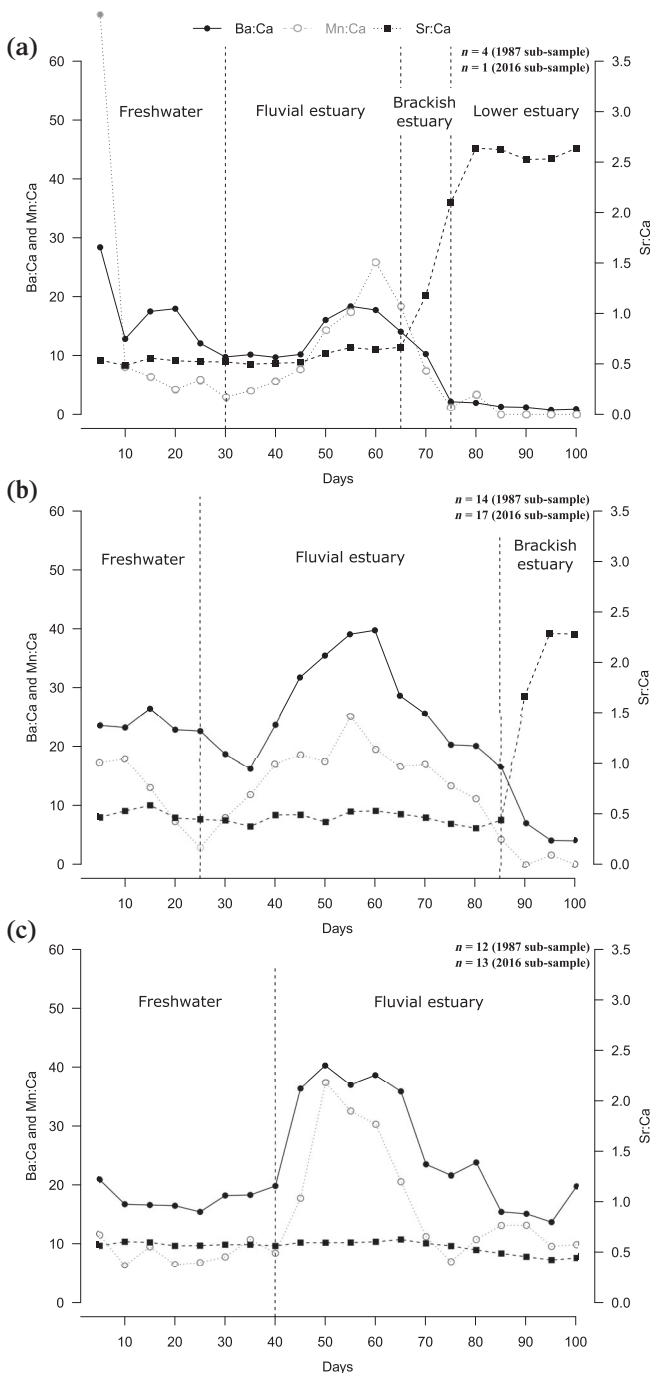 Ba:Ca Mn:Ca Sr:Ca
(a)
n = 4 (1987 sub-sample)
n = 1 (2016 sub-sample)
Freshwater
Fluvial estuary
Brackish
estuary
Lower estuary
Ba:Ca and Mn:Ca
60
50
40
30
20
10
0
Sr:Ca
3.5
3.0
2.5
2.0
1.5
1.0
0.5
0.0
10 20 30 40 50 60 70 80 90 100
Days
(b)
n = 14 (1987 sub-sample)
n = 17 (2016 sub-sample)
Freshwater
Fluvial estuary
Brackish
estuary
Ba:Ca and Mn:Ca
60
50
40
30
20
10
0
Sr:Ca
3.5
3.0
2.5
2.0
1.5
1.0
0.5
0.0
10 20 30 40 50 60 70 80 90 100
Days
(c)
n = 12 (1987 sub-sample)
n = 13 (2016 sub-sample)
Freshwater
Fluvial estuary
Ba:Ca and Mn:Ca
60
50
40
30
20
10
0
Sr:Ca
3.5
3.0
2.5
2.0
1.5
1.0
0.5
0.0
10 20 30 40 50 60 70 80 90 100
Days